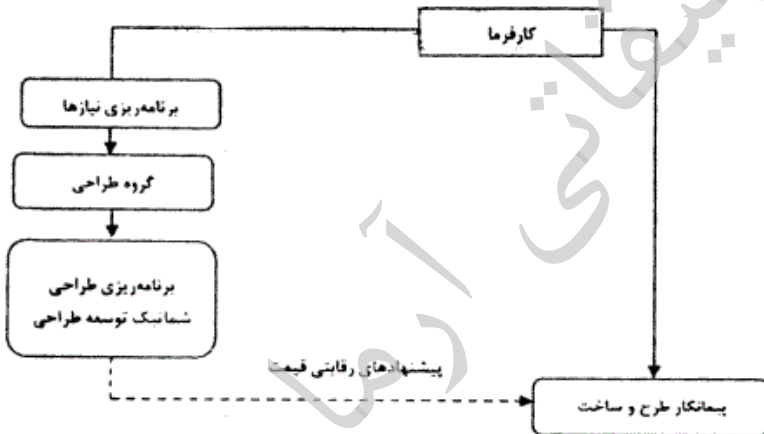 کارفرما
برنامه‌ریزی نیازها
گروه طراحی
برنامه‌ریزی طراحی
شماتیک توسعه طراحی
پیشنهادهای رقابتی قیمت
پیمانکار طرح و ساخت